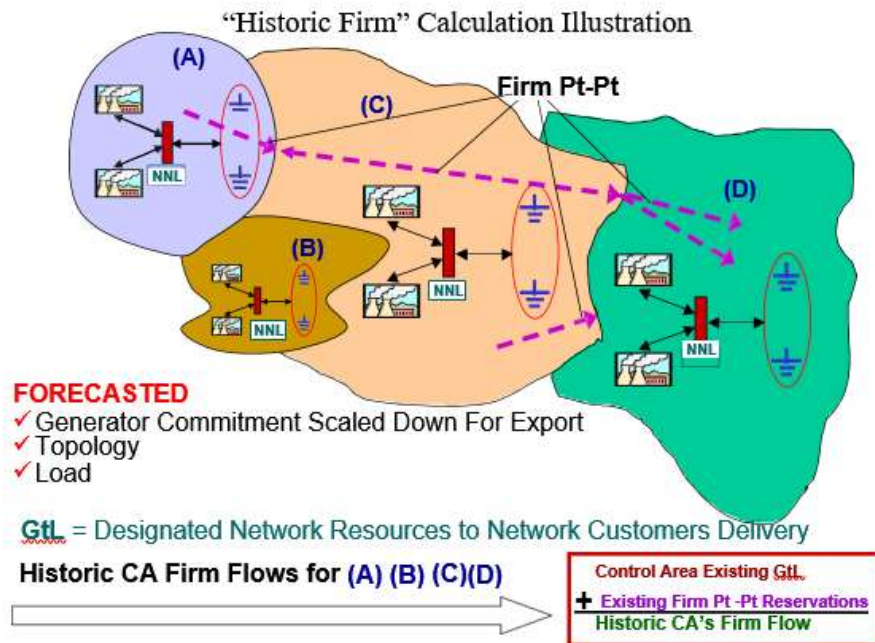 “Historic Firm” Calculation Illustration
(A)
Firm Pt-Pt
(C)
NNL
(D)
(B)
NNL
NNL
NNL
FORECASTED
✓ Generator Commitment Scaled Down For Export
✓ Topology
✓ Load
GtL = Designated Network Resources to Network Customers Delivery
Historic CA Firm Flows for (A) (B) (C)(D)
Control Area Existing GtL
+ Existing Firm Pt -Pt Reservations
Historic CA's Firm Flow